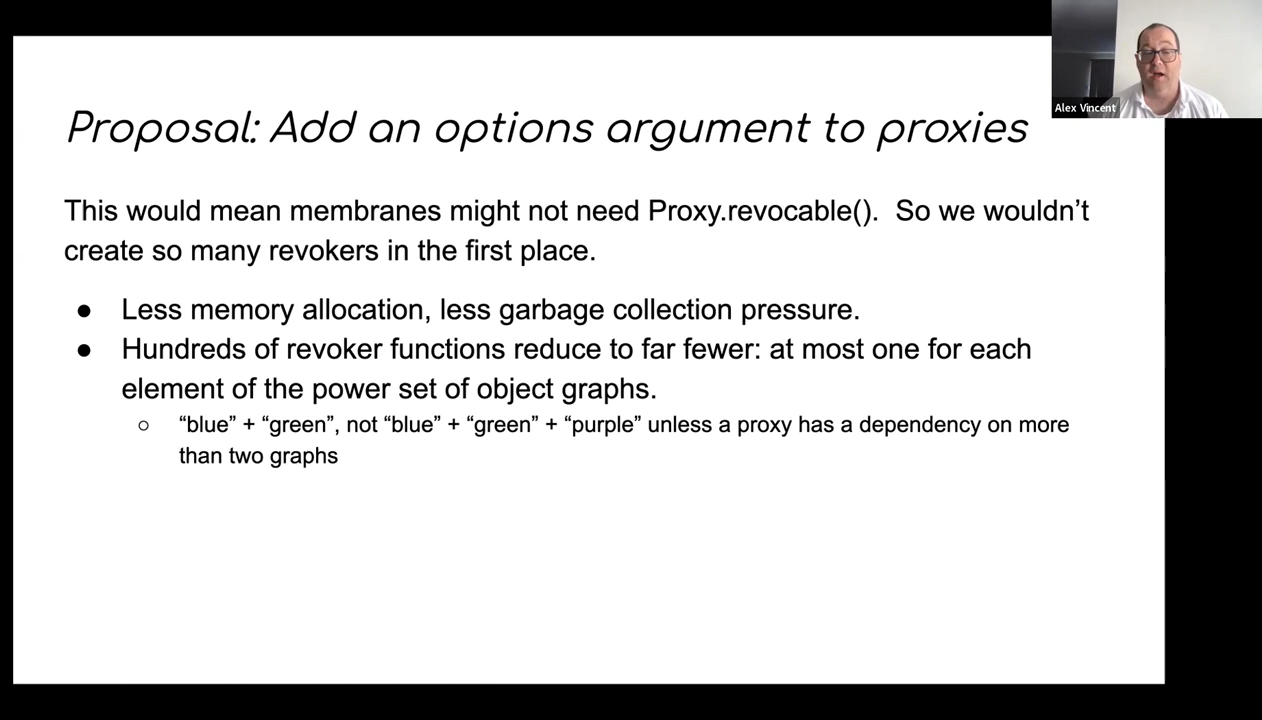 Alex Vincent
Proposal: Add an options argument to proxies
This would mean membranes might not need Proxy.revocable().  So we wouldn’t
create so many revokers in the first place.
● Less memory allocation, less garbage collection pressure.
● Hundreds of revoker functions reduce to far fewer: at most one for each
element of the power set of object graphs.
○ “blue” + “green”, not “blue” + “green” + “purple” unless a proxy has a dependency on more
than two graphs